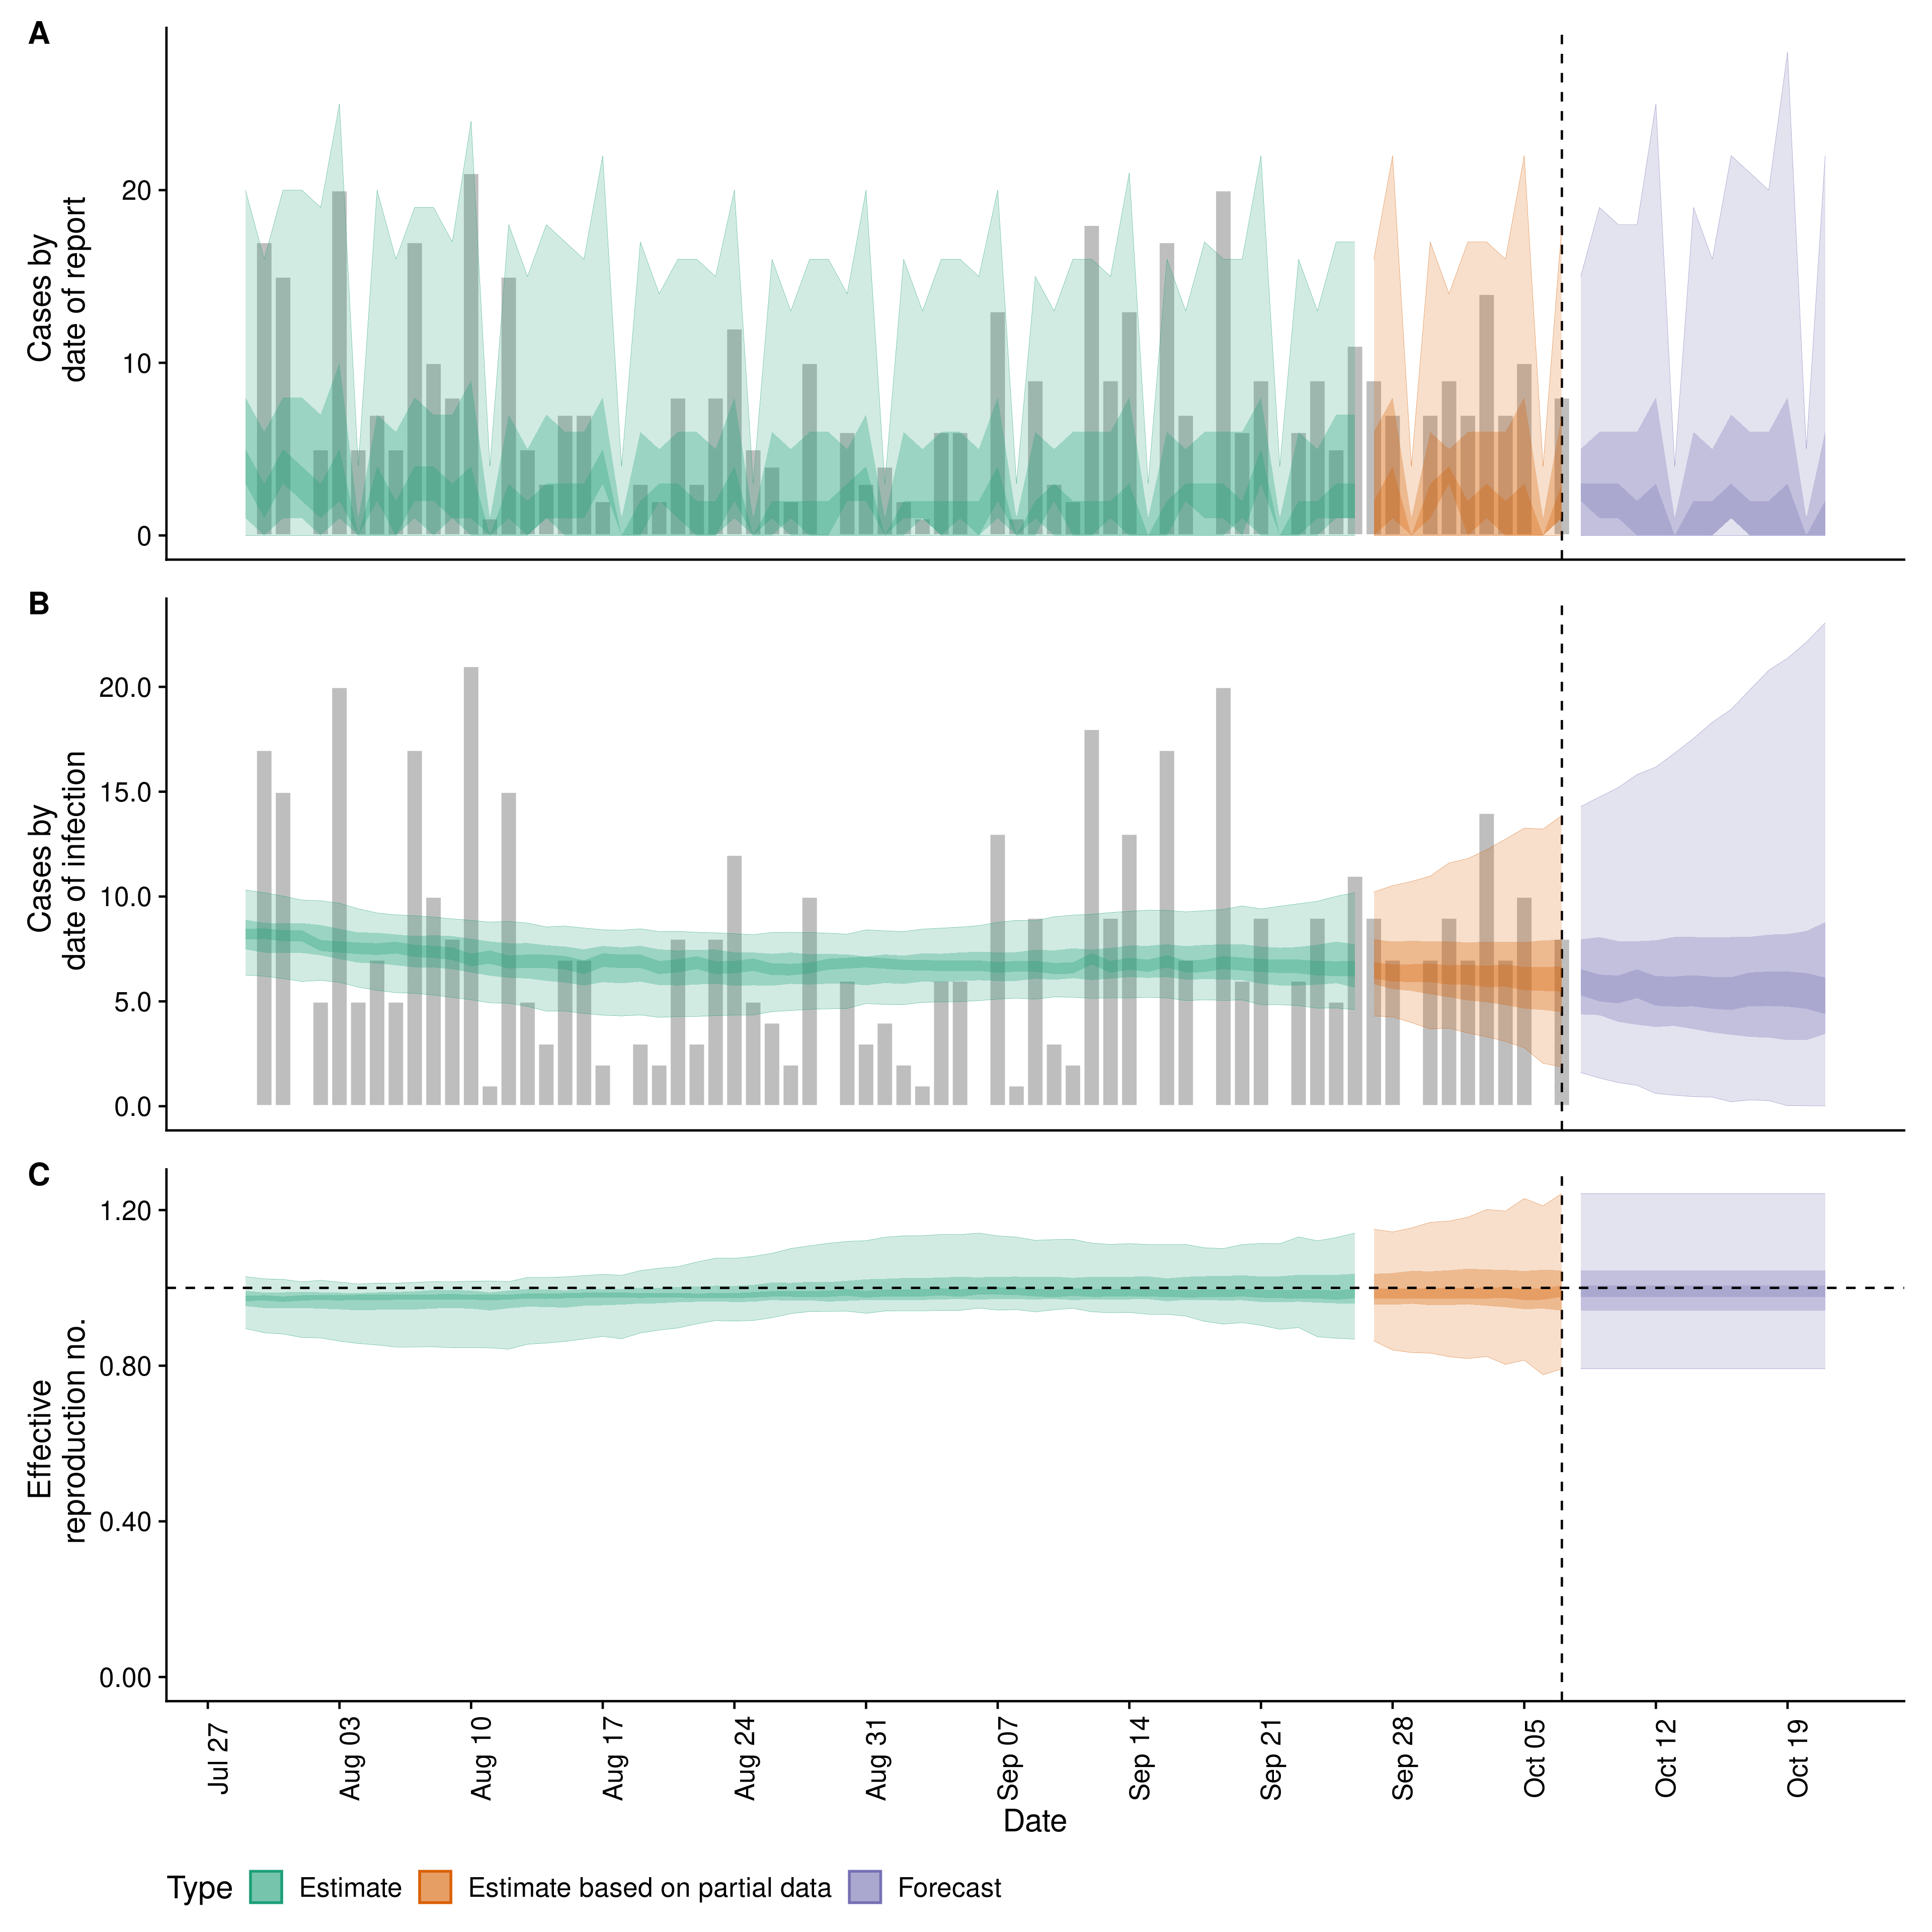 A
Cases by
date of report
20
10
0
B
Cases by
date of infection
20.0
15.0
10.0
5.0
0.0
C
Effective
reproduction no.
1.20
0.80
0.40
0.00
Jul 27
Aug 03
Aug 10
Aug 17
Aug 24
Aug 31
Sep 07
Sep 14
Sep 21
Sep 28
Oct 05
Oct 12
Oct 19
Date
Type Estimate Estimate based on partial data Forecast